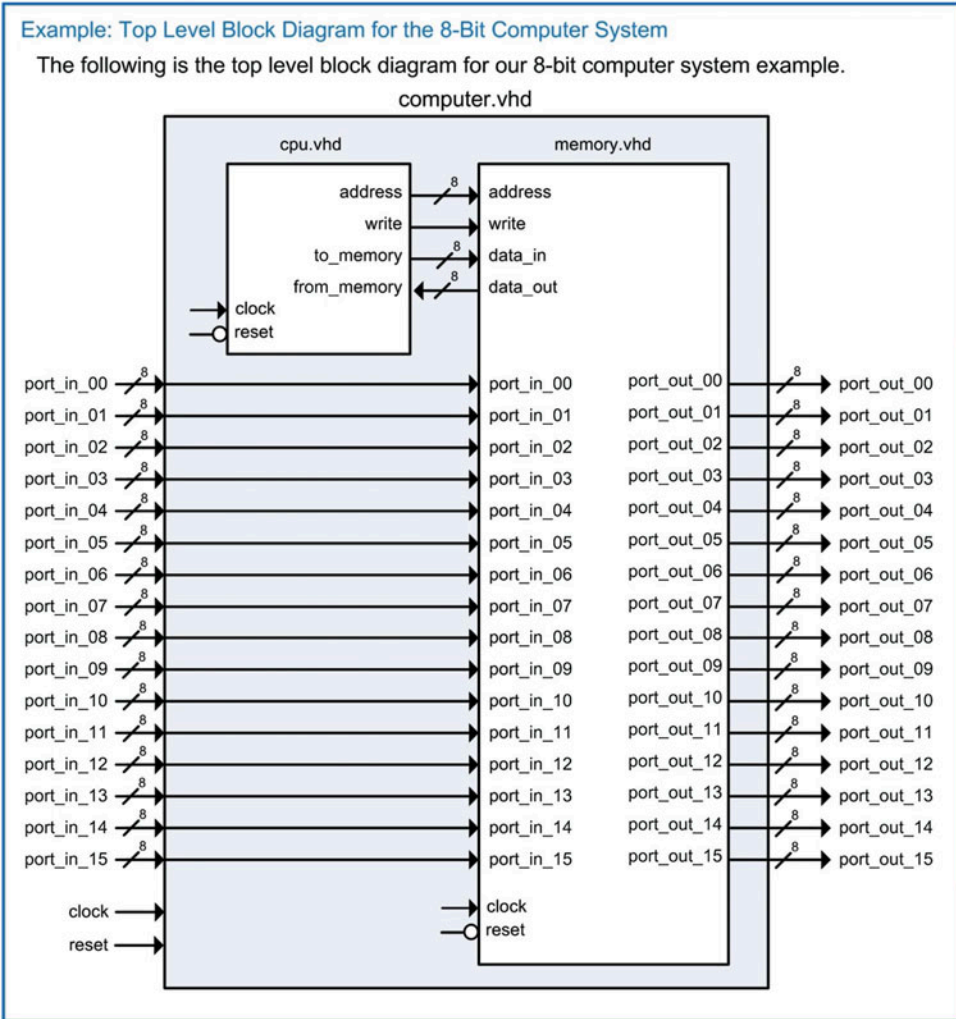 Example: Top Level Block Diagram for the 8-Bit Computer System
The following is the top level block diagram for our 8-bit computer system example.
computer.vhd
cpu.vhd
memory.vhd
address 8 address
write write
to_memory 8 data_in
from_memory 8 data_out
clock
reset
port_in_00 8 port_in_00 port_out_00 8 port_out_00
port_in_01 8 port_in_01 port_out_01 8 port_out_01
port_in_02 8 port_in_02 port_out_02 8 port_out_02
port_in_03 8 port_in_03 port_out_03 8 port_out_03
port_in_04 8 port_in_04 port_out_04 8 port_out_04
port_in_05 8 port_in_05 port_out_05 8 port_out_05
port_in_06 8 port_in_06 port_out_06 8 port_out_06
port_in_07 8 port_in_07 port_out_07 8 port_out_07
port_in_08 8 port_in_08 port_out_08 8 port_out_08
port_in_09 8 port_in_09 port_out_09 8 port_out_09
port_in_10 8 port_in_10 port_out_10 8 port_out_10
port_in_11 8 port_in_11 port_out_11 8 port_out_11
port_in_12 8 port_in_12 port_out_12 8 port_out_12
port_in_13 8 port_in_13 port_out_13 8 port_out_13
port_in_14 8 port_in_14 port_out_14 8 port_out_14
port_in_15 8 port_in_15 port_out_15 8 port_out_15
clock clock
reset reset